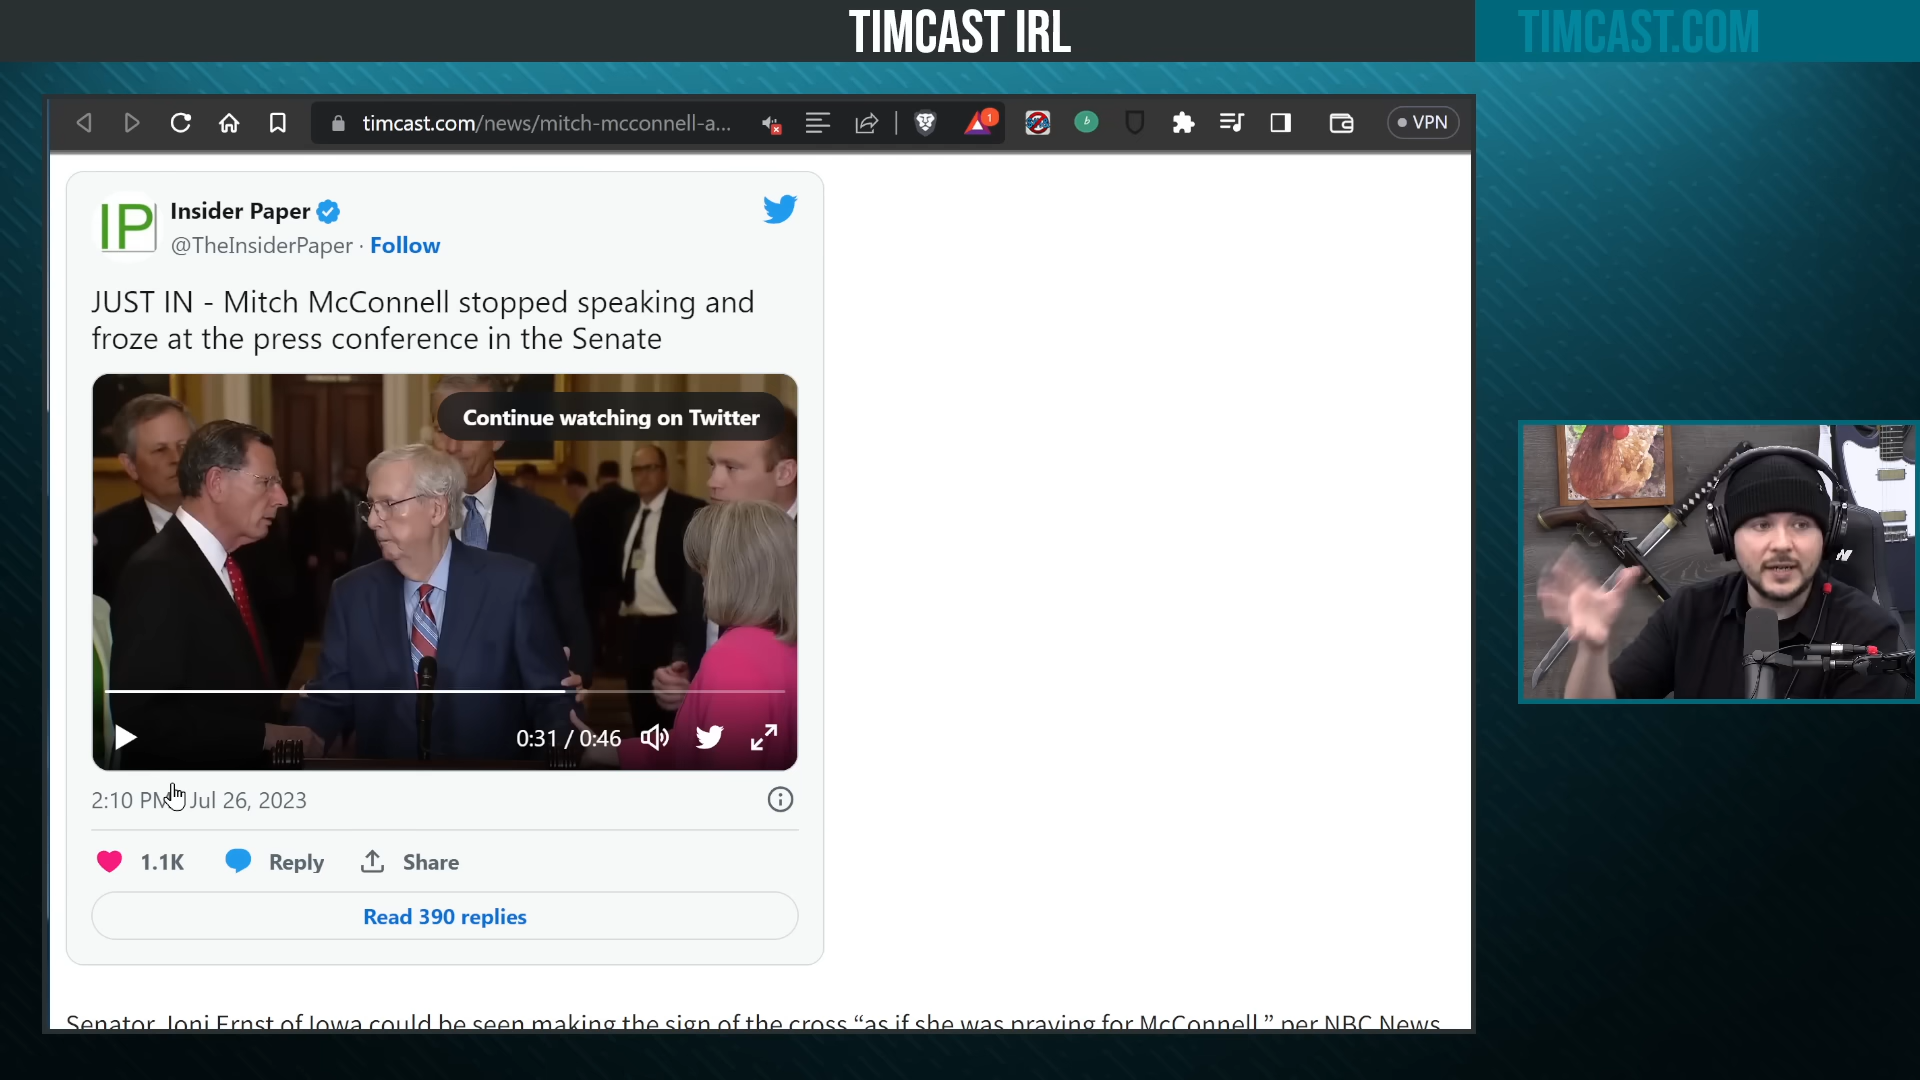 TIMCAST IRL
TIMCAST.COM
timcast.com/news/mitch-mcconnell-a...
1
b
VPN
IP
Insider Paper
@TheInsiderPaper · Follow
JUST IN - Mitch McConnell stopped speaking and
froze at the press conference in the Senate
Continue watching on Twitter
0:31 / 0:46
2:10 PM Jul 26, 2023
1.1K Reply Share
Read 390 replies
Senator Joni Ernst of Iowa could be seen making the sign of the cross “as if she was praying for McConnell,” per NBC News